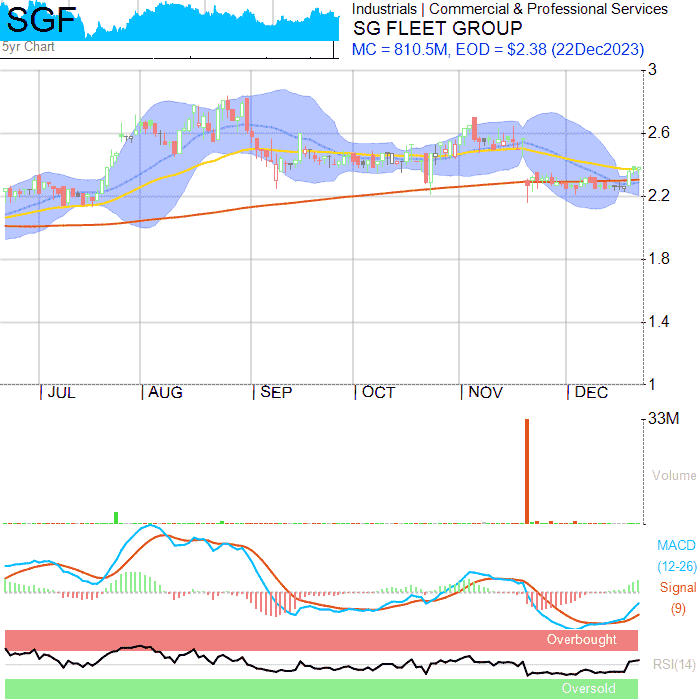 SGF
5yr Chart
Industrials | Commercial & Professional Services
SG FLEET GROUP
MC = 810.5M, EOD = $2.38 (22Dec2023)
3
2.6
2.2
1.8
1.4
1
JUL AUG SEP OCT NOV DEC
33M
Volume
MACD
(12-26)
Signal
(9)
Overbought
RSI(14)
Oversold